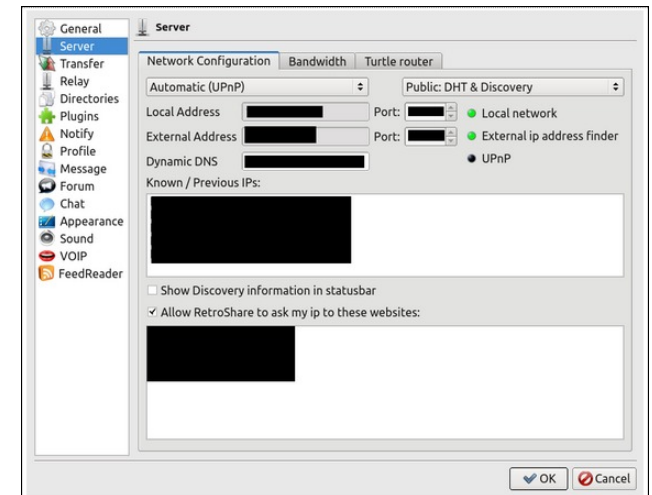 General
Server
Transfer
Relay
Directories
Plugins
Notify
Profile
Message
Forum
Chat
Appearance
Sound
VOIP
FeedReader
Server
Network Configuration Bandwidth Turtle router
Automatic (UPnP) Public: DHT & Discovery
Local Address Port: Local network
External Address Port: External ip address finder
Dynamic DNS UPnP
Known / Previous IPs:
Show Discovery information in statusbar
Allow RetroShare to ask my ip to these websites:
OK Cancel